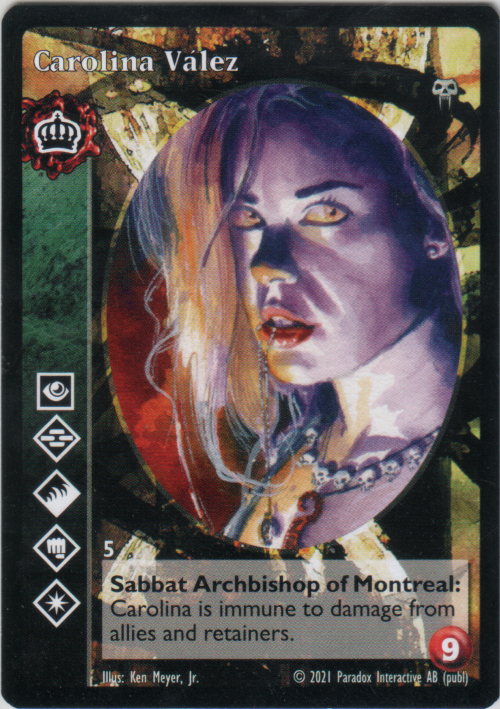 Carolina Vález
5
Sabbat Archbishop of Montreal:
Carolina is immune to damage from
allies and retainers.
9
Illus: Ken Meyer, Jr. © 2021 Paradox Interactive AB (publ)